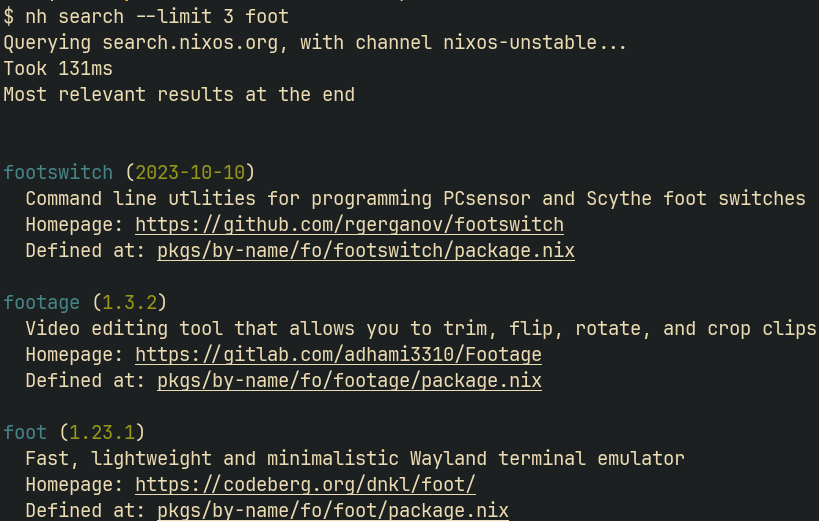 $ nh search --limit 3 foot
Querying search.nixos.org, with channel nixos-unstable...
Took 131ms
Most relevant results at the end
footswitch (2023-10-10)
Command line utlities for programming PCsensor and Scythe foot switches
Homepage: https://github.com/rgerganov/footswitch
Defined at: pkgs/by-name/fo/footswitch/package.nix
footage (1.3.2)
Video editing tool that allows you to trim, flip, rotate, and crop clips
Homepage: https://gitlab.com/adhami3310/Footage
Defined at: pkgs/by-name/fo/footage/package.nix
foot (1.23.1)
Fast, lightweight and minimalistic Wayland terminal emulator
Homepage: https://codeberg.org/dnkl/foot/
Defined at: pkgs/by-name/fo/foot/package.nix